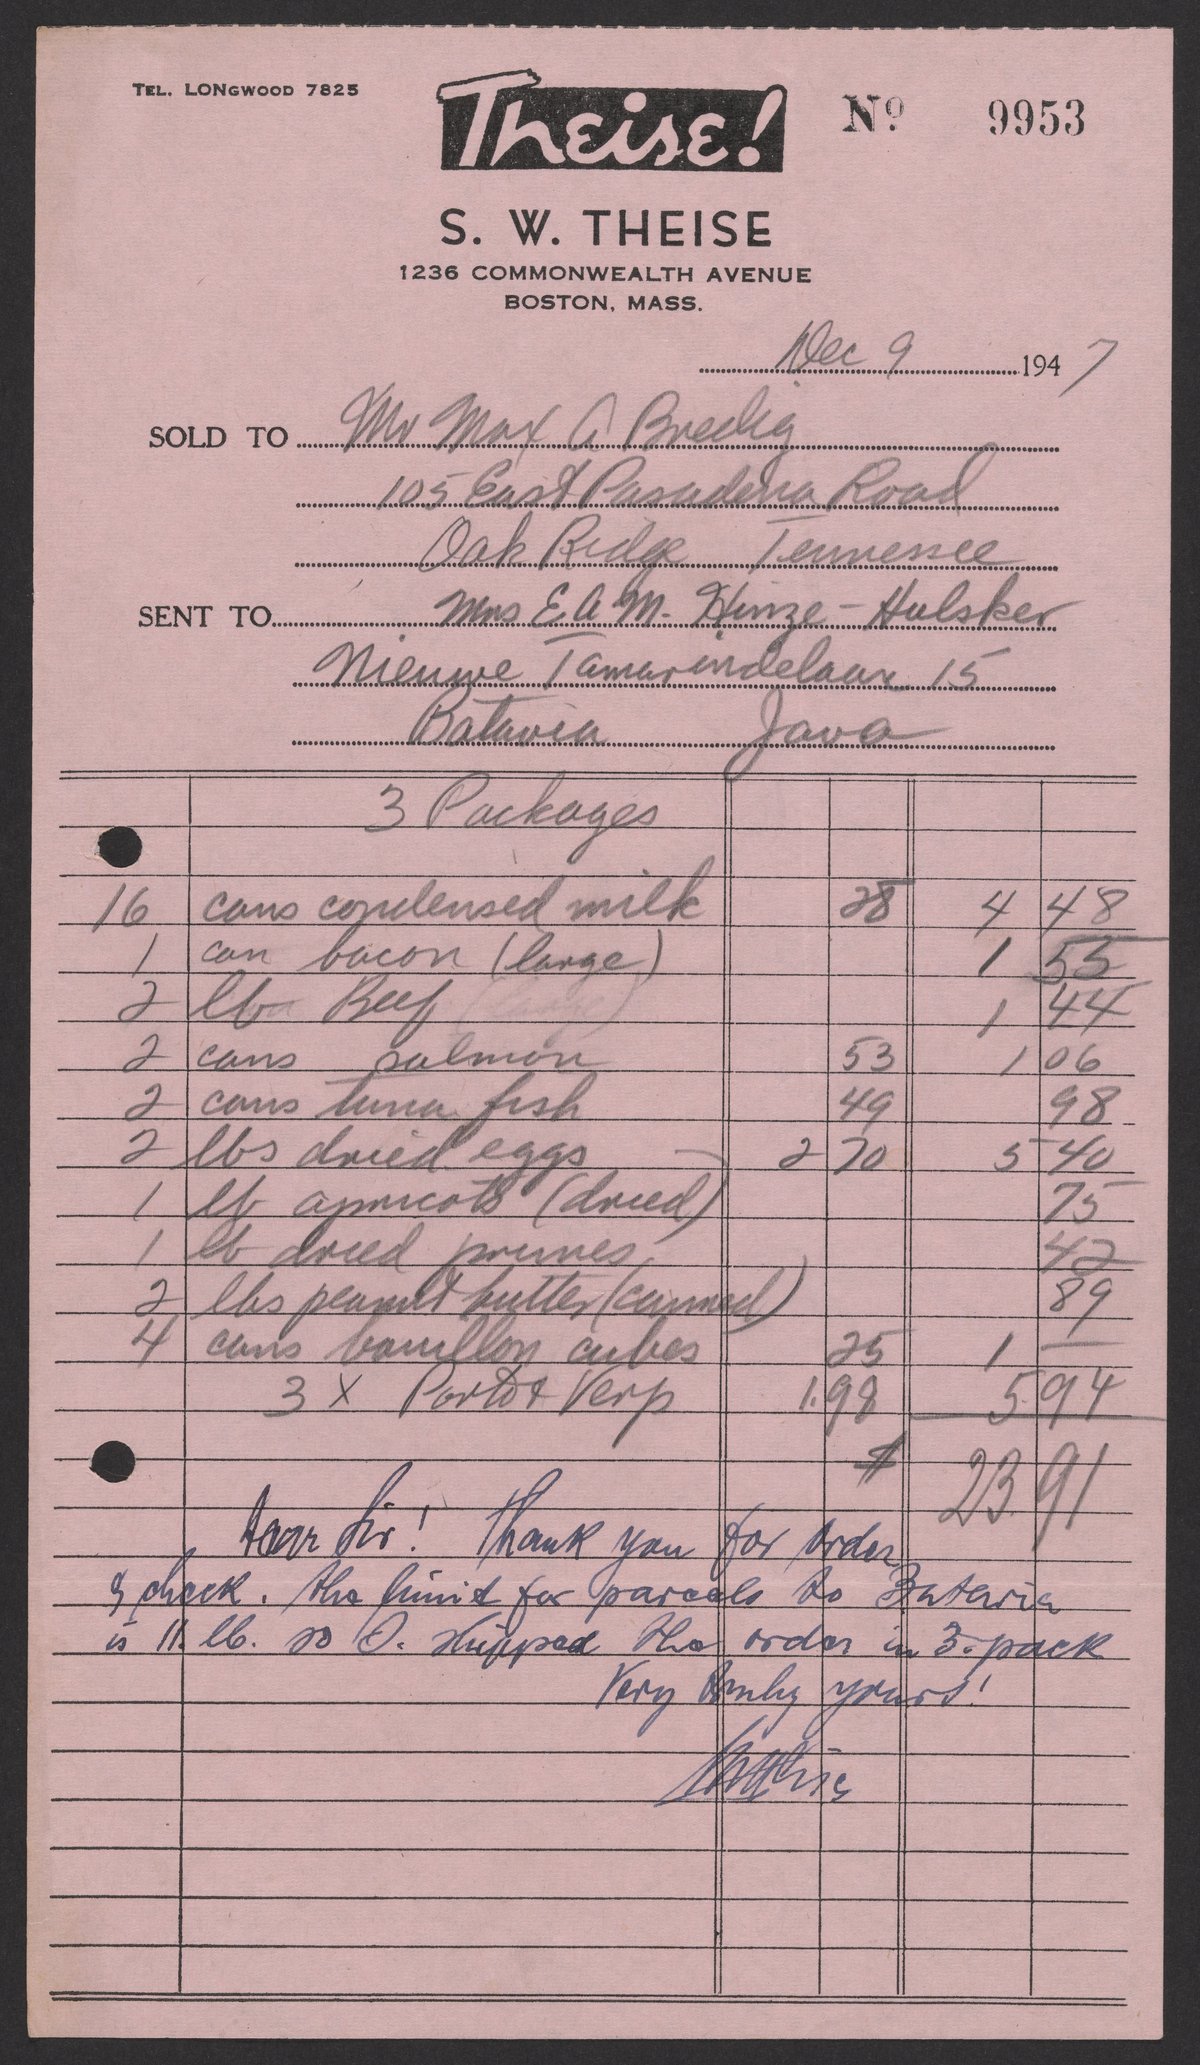 TEL. LONGWOOD 7825
Theise!
Nº 9953
S. W. THEISE
1236 COMMONWEALTH AVENUE
BOSTON, MASS.
Dec 9 1947
SOLD TO Mr Max A Bredig
105 East Pasadena Road
Oak Ridge Tennessee
SENT TO Mrs E A M. Hinze-Hulsker
Nieuwe Tamarindelaan 15
Batavia Java
3 Packages
16 cans condensed milk 28 4 48
1 can bacon (large) 1 55
2 lb Beef 1 44
2 cans salmon 53 1 06
2 cans tuna fish 49 98
2 lbs dried eggs 2 70 5 40
1 lb apricots (dried) 75
1 lb dried prunes 42
2 lbs peanut butter (canned) 89
4 cans bouillon cubes 25 1 —
3 X Porto & Verp 1.98 5.94
$ 23.91
Dear Sir! Thank you for order
& check. The limit for parcels to Batavia
is 11 lb. so I. shipped the order in 3. pack
Very truly yours!